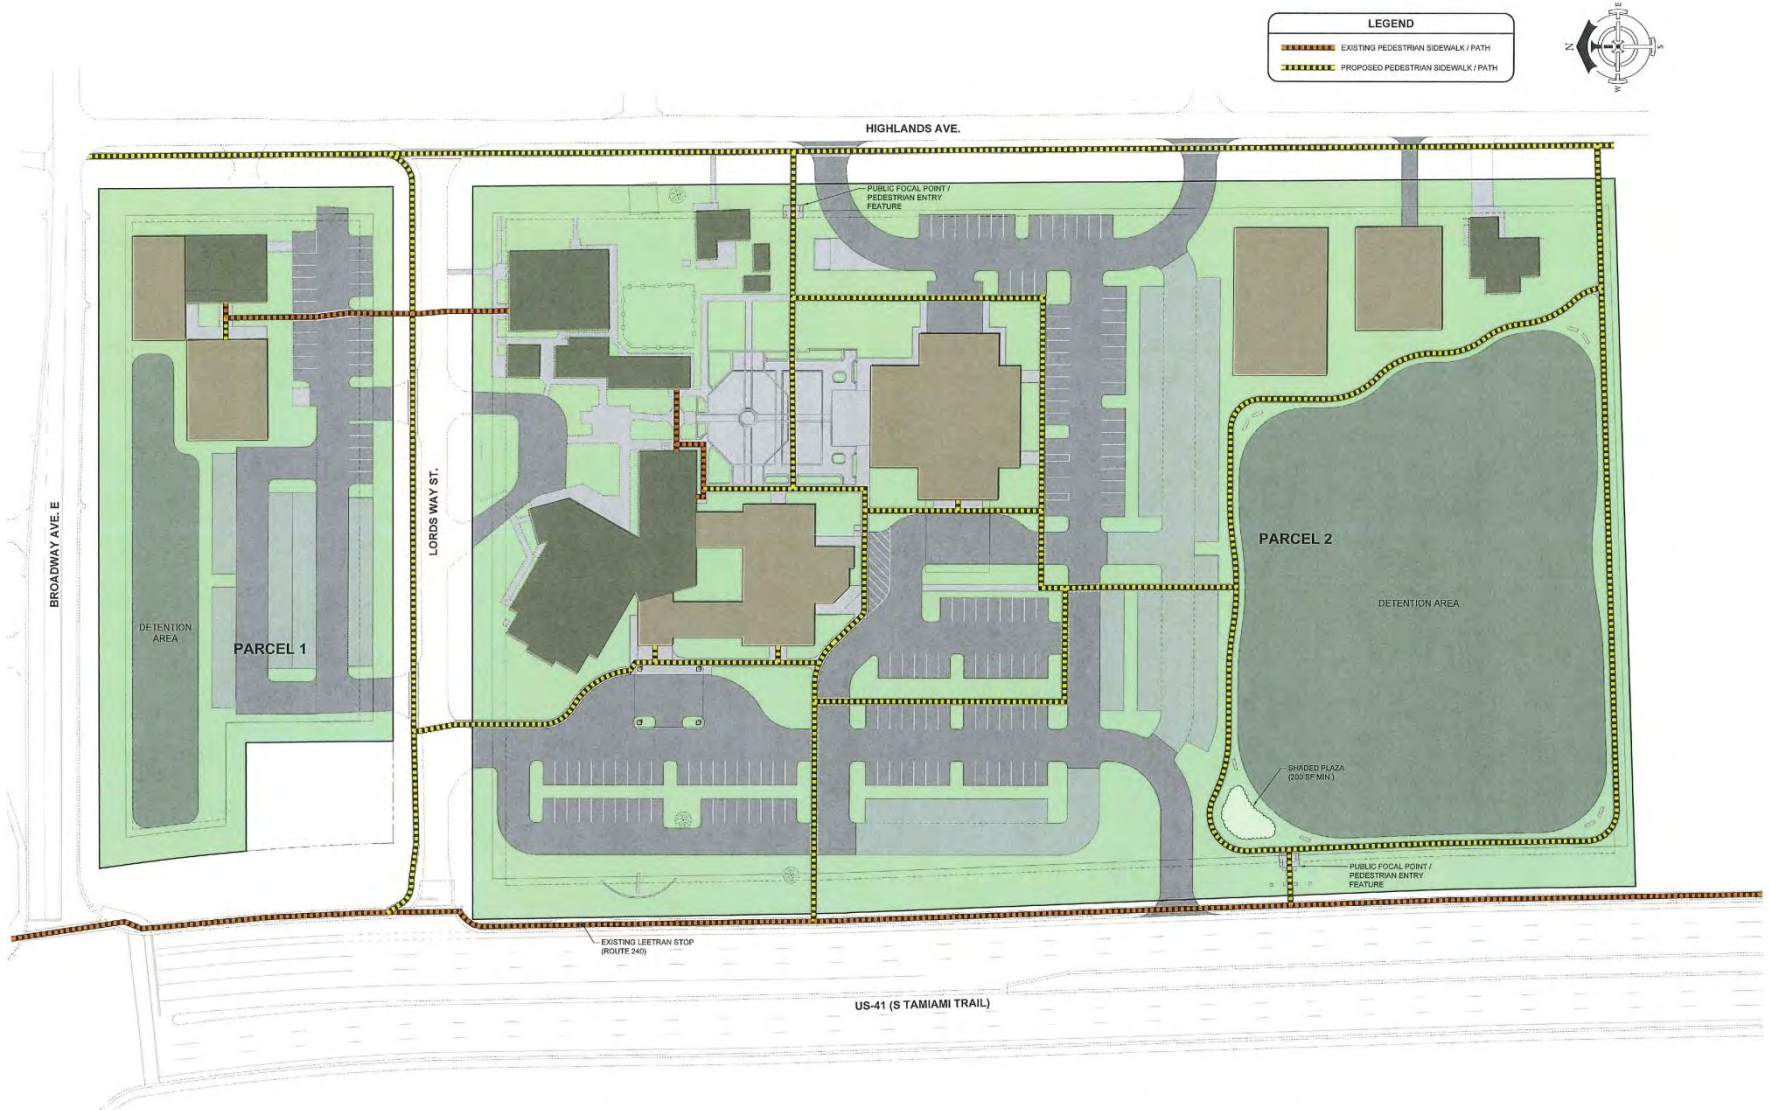 LEGEND
EXISTING PEDESTRIAN SIDEWALK / PATH
PROPOSED PEDESTRIAN SIDEWALK / PATH
N
E
S
W
HIGHLANDS AVE.
PUBLIC FOCAL POINT /
PEDESTRIAN ENTRY
FEATURE
BROADWAY AVE. E
LORDS WAY ST.
PARCEL 2
DETENTION AREA
DETENTION
AREA
PARCEL 1
SHADED PLAZA
(200 SF MIN.)
PUBLIC FOCAL POINT /
PEDESTRIAN ENTRY
FEATURE
EXISTING LEETRAN STOP
(ROUTE 240)
US-41 (S TAMIAMI TRAIL)